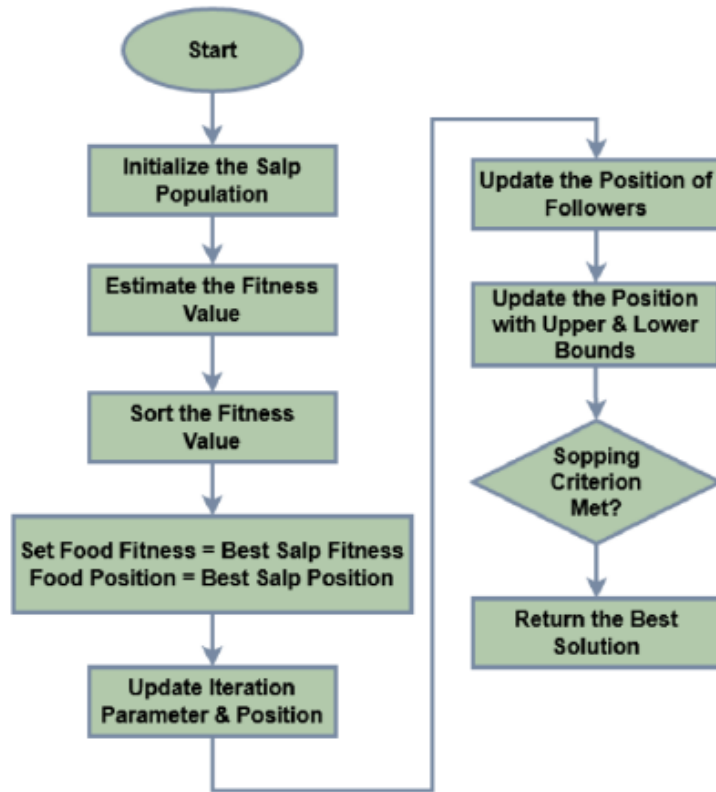 Start
Initialize the Salp
Population
Estimate the Fitness
Value
Sort the Fitness
Value
Set Food Fitness = Best Salp Fitness
Food Position = Best Salp Position
Update Iteration
Parameter & Position
Update the Position of
Followers
Update the Position
with Upper & Lower
Bounds
Sopping
Criterion
Met?
Return the Best
Solution